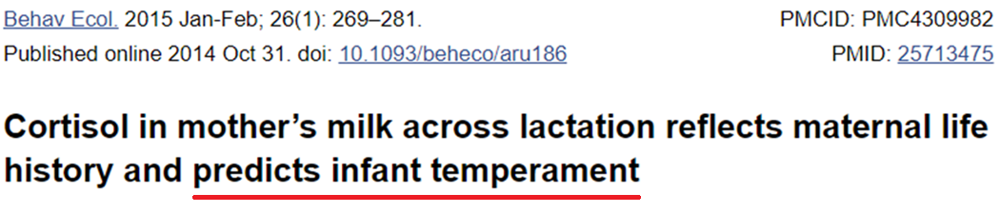 Behav Ecol. 2015 Jan-Feb; 26(1): 269–281. PMCID: PMC4309982
Published online 2014 Oct 31. doi: 10.1093/beheco/aru186 PMID: 25713475
Cortisol in mother’s milk across lactation reflects maternal life
history and predicts infant temperament